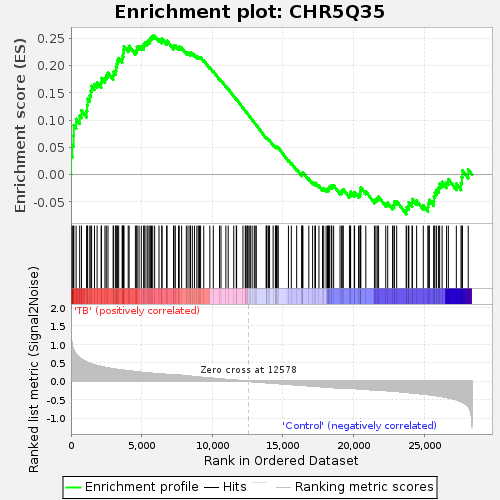 Enrichment plot: CHR5Q35
Enrichment score (ES)
0.25
0.20
0.15
0.10
0.05
0.00
-0.05
Ranked list metric (Signal2Noise)
2.0
1.5
1.0
0.5
0.0
-0.5
-1.0
'TB' (positively correlated)
Zero cross at 12578
'Control' (negatively correlated)
0
5,000
10,000
15,000
20,000
25,000
Rank in Ordered Dataset
Enrichment profile
Hits
Ranking metric scores